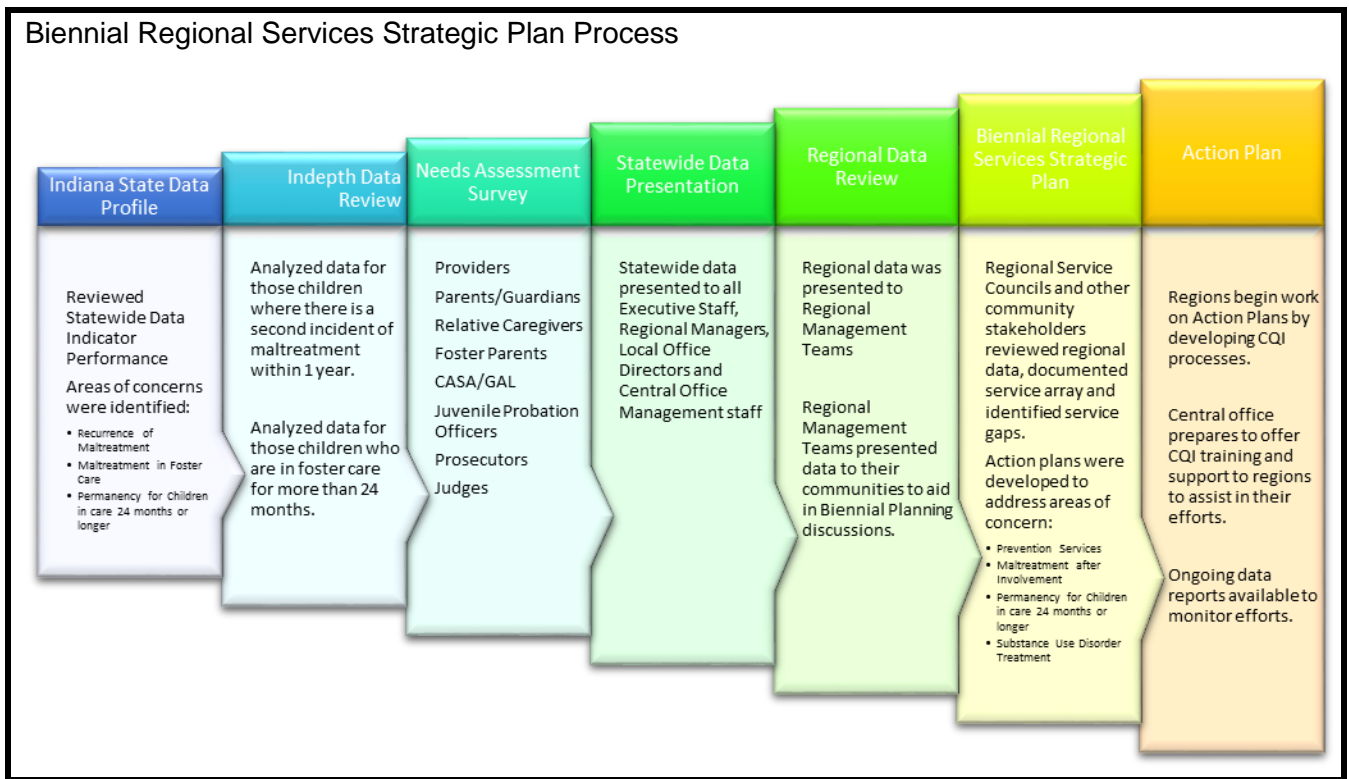 Biennial Regional Services Strategic Plan Process
Indiana State Data
Profile
Reviewed
Statewide Data
Indicator
Performance
Areas of concerns
were identified:
• Recurrence of
Maltreatment
• Maltreatment in Foster
Care
• Permanency for Children
in care 24 months or
longer
Indepth Data
Review
Analyzed data for
those children
where there is a
second incident of
maltreatment
within 1 year.
Analyzed data for
those children who
are in foster care
for more than 24
months.
Needs Assessment
Survey
Providers
Parents/Guardians
Relative Caregivers
Foster Parents
CASA/GAL
Juvenile Probation
Officers
Prosecutors
Judges
Statewide Data
Presentation
Statewide data
presented to all
Executive Staff,
Regional Managers,
Local Office
Directors and
Central Office
Management staff
Regional Data
Review
Regional data was
presented to
Regional
Management
Teams
Regional
Management
Teams presented
data to their
communities to aid
in Biennial Planning
discussions.
Biennial Regional
Services Strategic
Plan
Regional Service
Councils and other
community
stakeholders
reviewed regional
data, documented
service array and
identified service
gaps.
Action plans were
developed to
address areas of
concern:
• Prevention Services
• Maltreatment after
Involvement
• Permanency for Children
in care 24 months or
longer
• Substance Use Disorder
Treatment
Action Plan
Regions begin work
on Action Plans by
developing CQI
processes.
Central office
prepares to offer
CQI training and
support to regions
to assist in their
efforts.
Ongoing data
reports available to
monitor efforts.